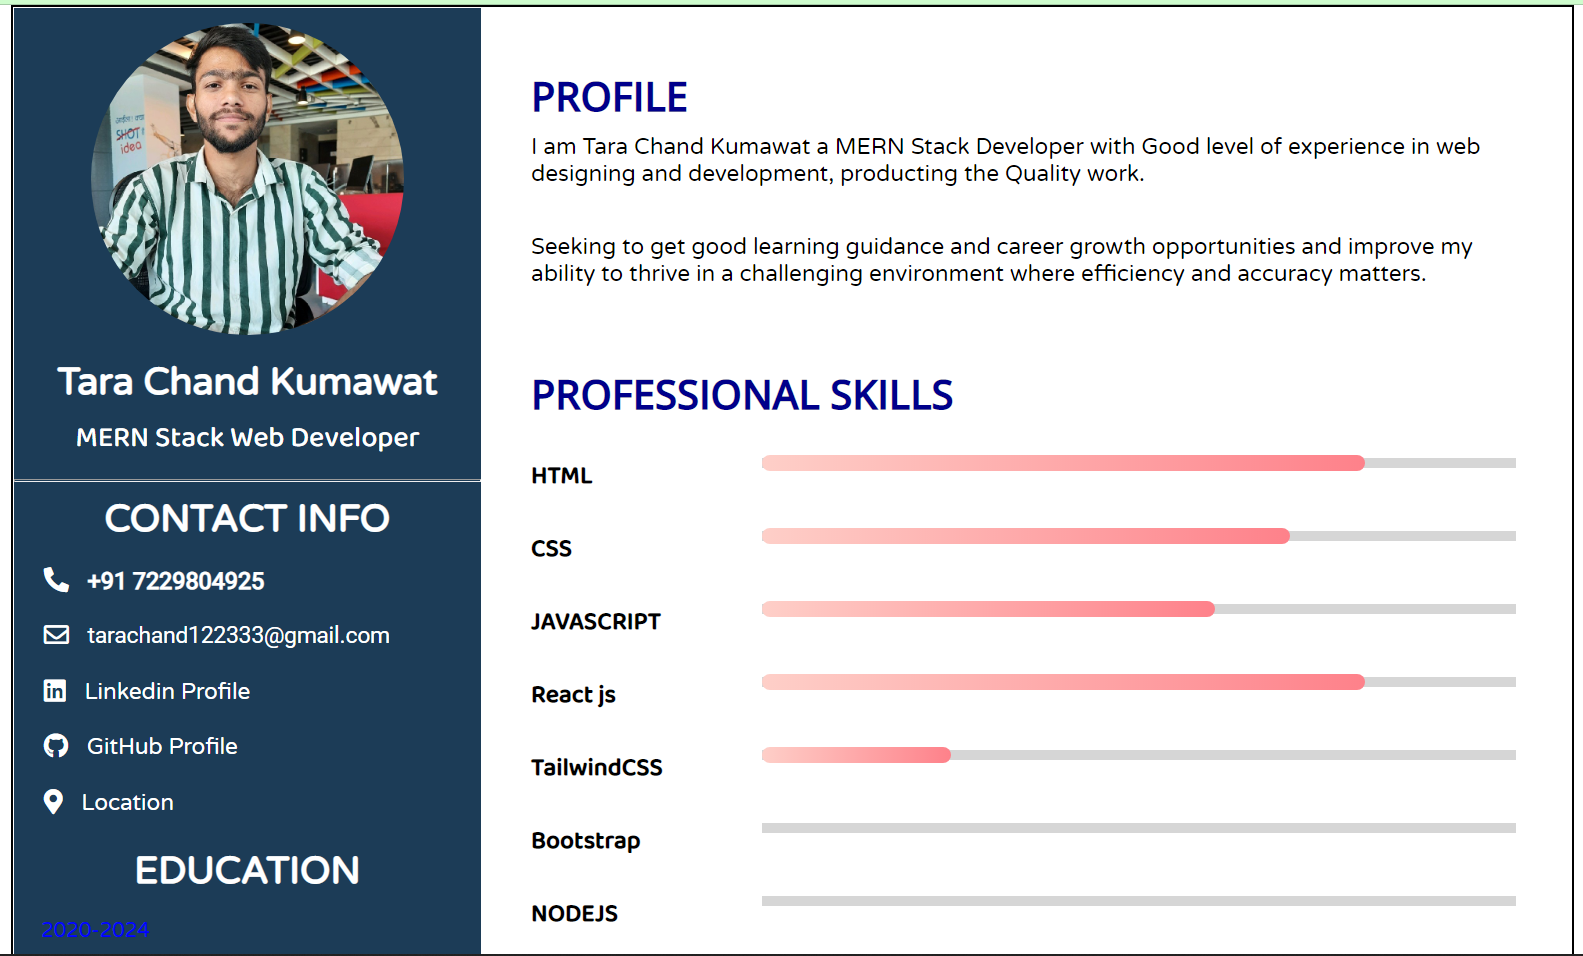 SHOT
idea
Tara Chand Kumawat
MERN Stack Web Developer
CONTACT INFO
+91 7229804925
tarachand122333@gmail.com
Linkedin Profile
GitHub Profile
Location
EDUCATION
2020-2024
PROFILE
I am Tara Chand Kumawat a MERN Stack Developer with Good level of experience in web
designing and development, producting the Quality work.
Seeking to get good learning guidance and career growth opportunities and improve my
ability to thrive in a challenging environment where efficiency and accuracy matters.
PROFESSIONAL SKILLS
HTML
CSS
JAVASCRIPT
React js
TailwindCSS
Bootstrap
NODEJS